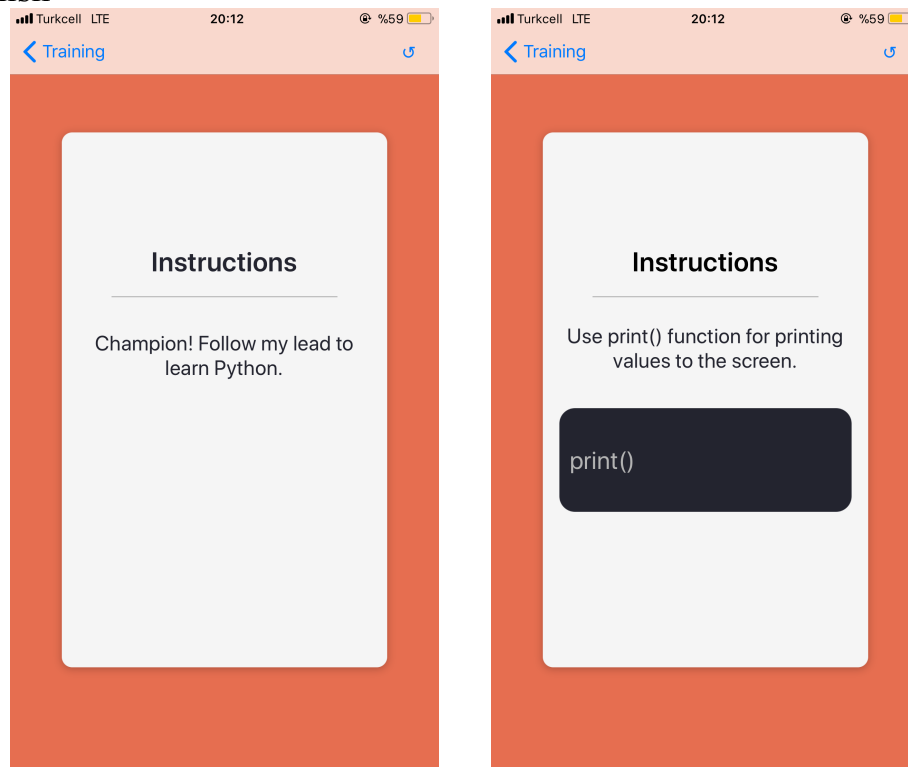 Turkcell LTE 20:12 %59
Training ↺
Instructions
Champion! Follow my lead to
learn Python.
Turkcell LTE 20:12 %59
Training ↺
Instructions
Use print() function for printing
values to the screen.
print()